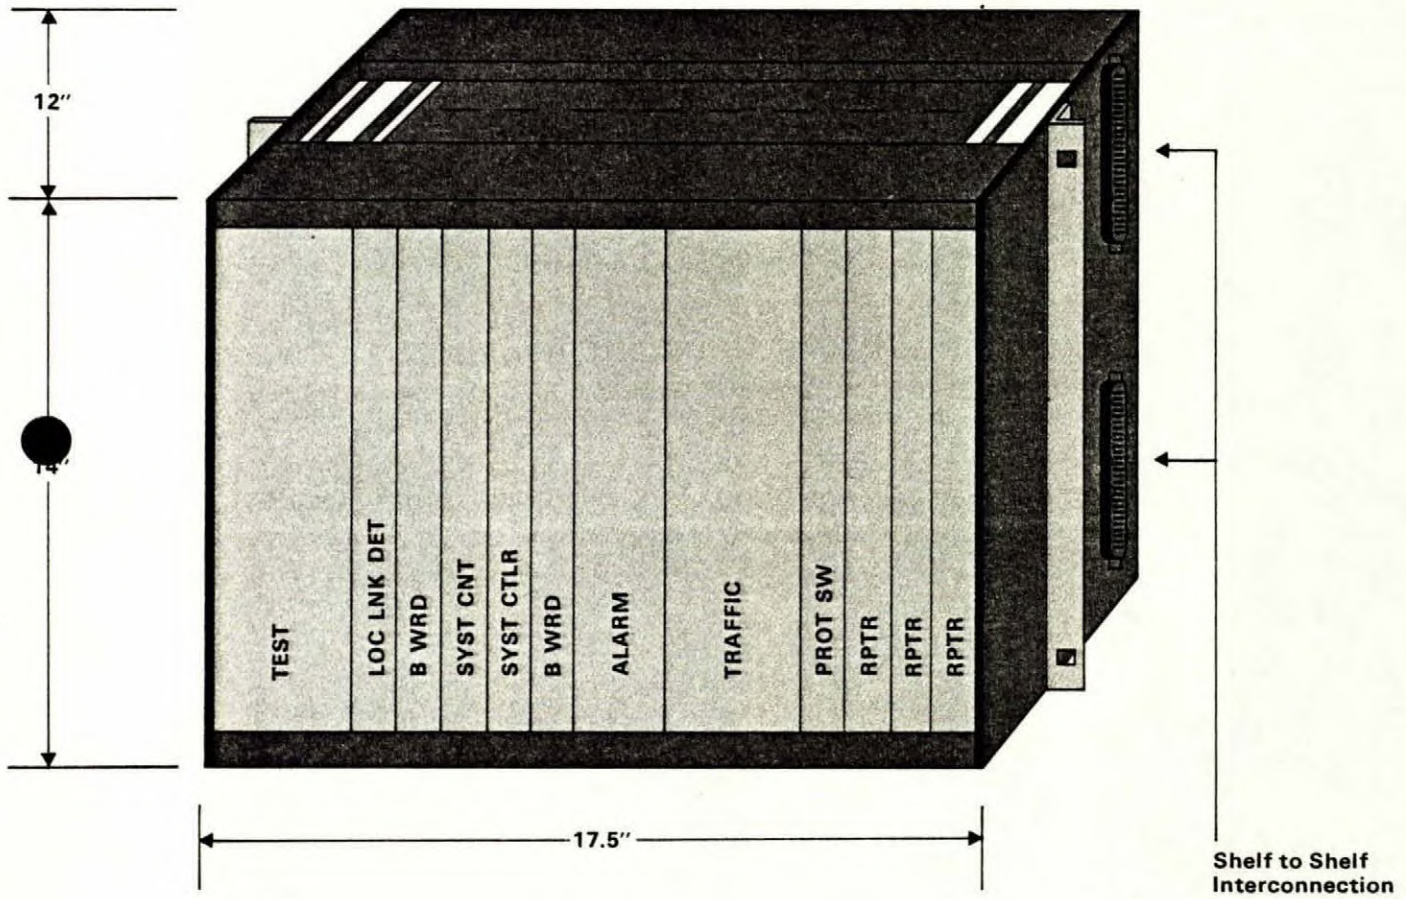 12″
TEST
LOC LNK DET
B WRD
SYST CNT
SYST CTLR
B WRD
ALARM
TRAFFIC
PROT SW
RPTR
RPTR
RPTR
17.5″
Shelf to Shelf
Interconnection